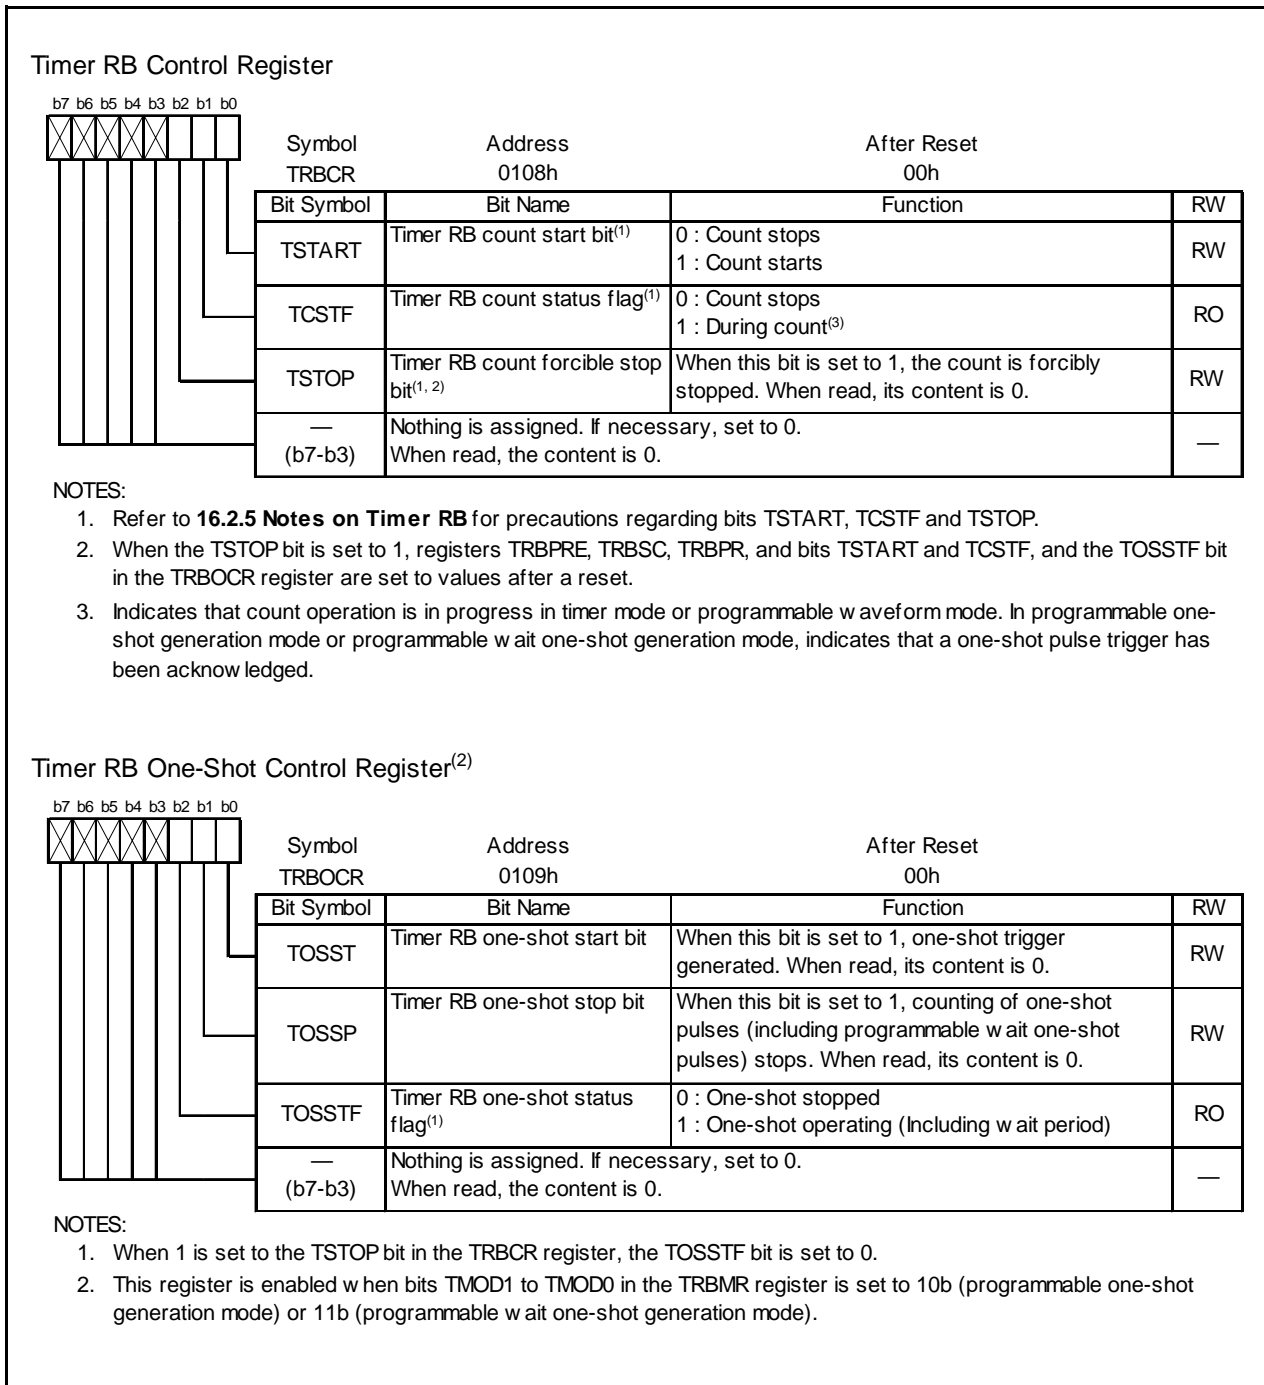 Timer RB Control Register
b7 b6 b5 b4 b3 b2 b1 b0
Symbol Address After Reset
TRBCR 0108h 00h
Bit Symbol Bit Name Function RW
TSTART Timer RB count start bit(1) 0 : Count stops
1 : Count starts RW
TCSTF Timer RB count status flag(1) 0 : Count stops
1 : During count(3) RO
TSTOP Timer RB count forcible stop
bit(1, 2) When this bit is set to 1, the count is forcibly
stopped. When read, its content is 0. RW
—
(b7-b3) Nothing is assigned. If necessary, set to 0.
When read, the content is 0. —
NOTES:
1. Refer to 16.2.5 Notes on Timer RB for precautions regarding bits TSTART, TCSTF and TSTOP.
2. When the TSTOP bit is set to 1, registers TRBPRE, TRBSC, TRBPR, and bits TSTART and TCSTF, and the TOSSTF bit
in the TRBOCR register are set to values after a reset.
3. Indicates that count operation is in progress in timer mode or programmable waveform mode. In programmable one-
shot generation mode or programmable wait one-shot generation mode, indicates that a one-shot pulse trigger has
been acknowledged.
Timer RB One-Shot Control Register(2)
b7 b6 b5 b4 b3 b2 b1 b0
Symbol Address After Reset
TRBOCR 0109h 00h
Bit Symbol Bit Name Function RW
TOSST Timer RB one-shot start bit When this bit is set to 1, one-shot trigger
generated. When read, its content is 0. RW
TOSSP Timer RB one-shot stop bit When this bit is set to 1, counting of one-shot
pulses (including programmable wait one-shot
pulses) stops. When read, its content is 0. RW
TOSSTF Timer RB one-shot status
flag(1) 0 : One-shot stopped
1 : One-shot operating (Including wait period) RO
—
(b7-b3) Nothing is assigned. If necessary, set to 0.
When read, the content is 0. —
NOTES:
1. When 1 is set to the TSTOP bit in the TRBCR register, the TOSSTF bit is set to 0.
2. This register is enabled when bits TMOD1 to TMOD0 in the TRBMR register is set to 10b (programmable one-shot
generation mode) or 11b (programmable wait one-shot generation mode).